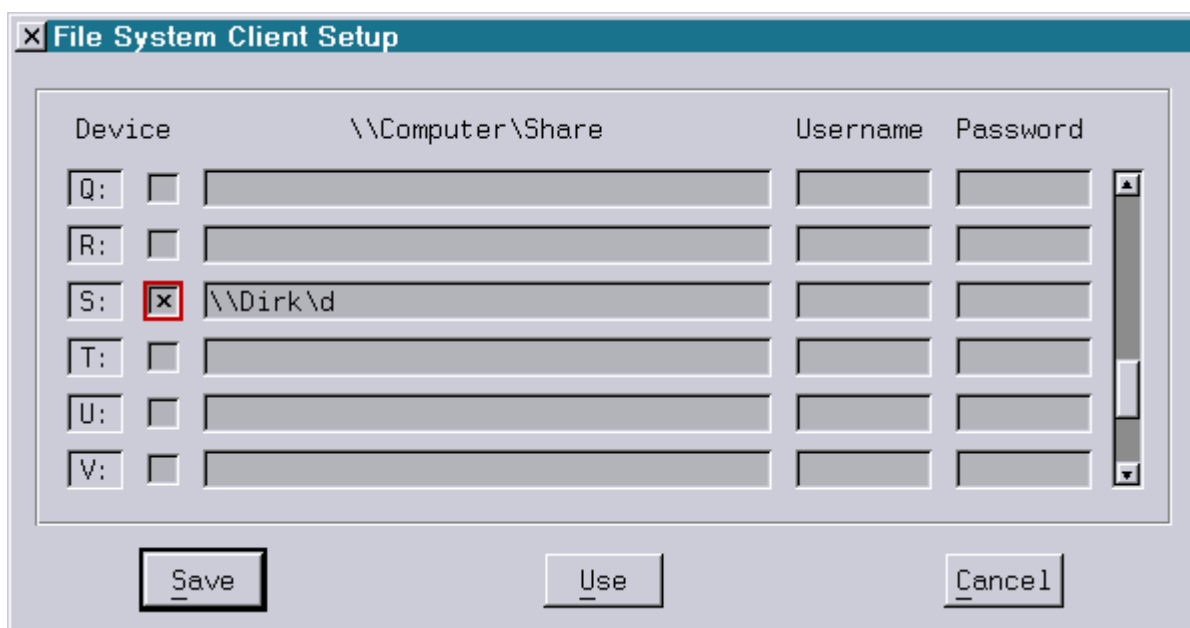 File System Client Setup
Device \\Computer\Share Username Password
Q:
R:
S: x \\Dirk\d
T:
U:
V:
Save Use Cancel